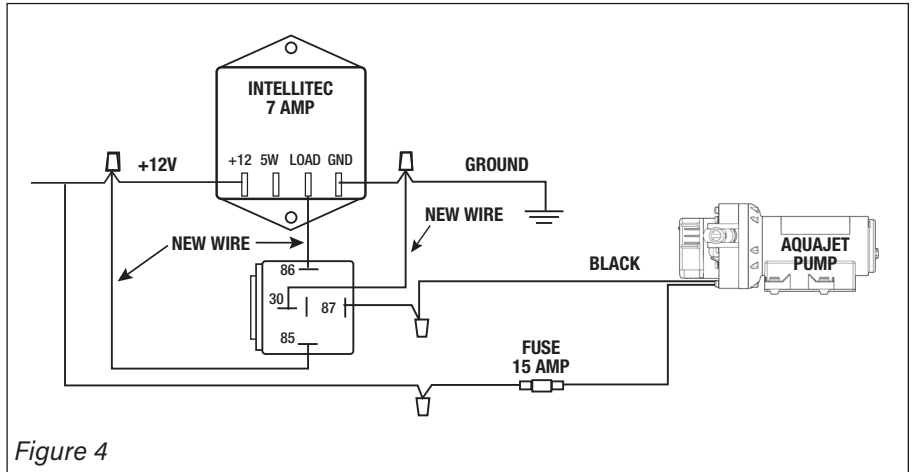 INTELLITEC
7 AMP
+12 5W LOAD GND
+12V
GROUND
NEW WIRE
NEW WIRE
86
30
87
85
BLACK
AQUAJET
PUMP
FUSE
15 AMP
Figure 4